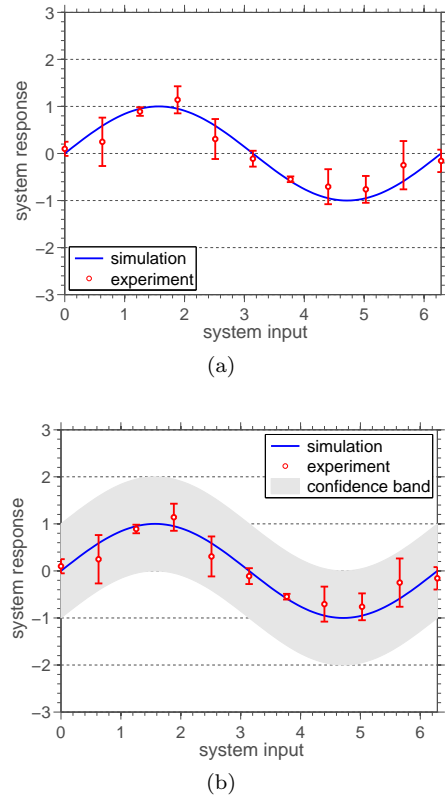 3
2
1
0
−1
−2
−3
system response
simulation
experiment
0 1 2 3 4 5 6
system input
(a)
3
2
1
0
−1
−2
−3
system response
simulation
experiment
confidence band
0 1 2 3 4 5 6
system input
(b)